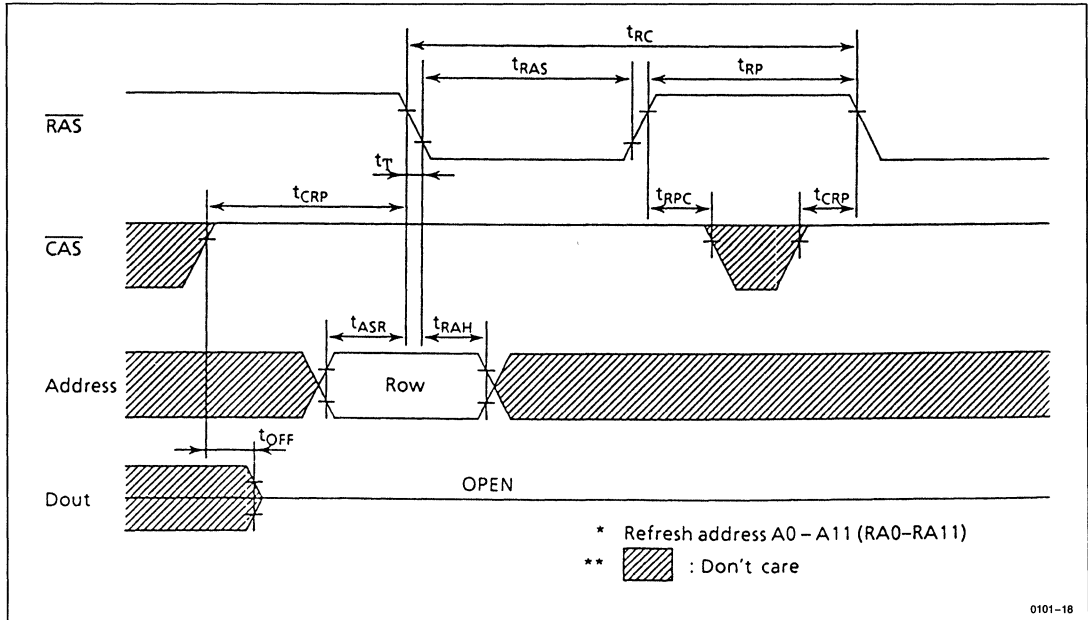 tRC
tRAS
tRP
RAS
tT
tCRP
tRPC
tCRP
CAS
tASR
tRAH
Address
Row
tOFF
Dout
OPEN
* Refresh address A0 – A11 (RA0–RA11)
** : Don't care
0101–18